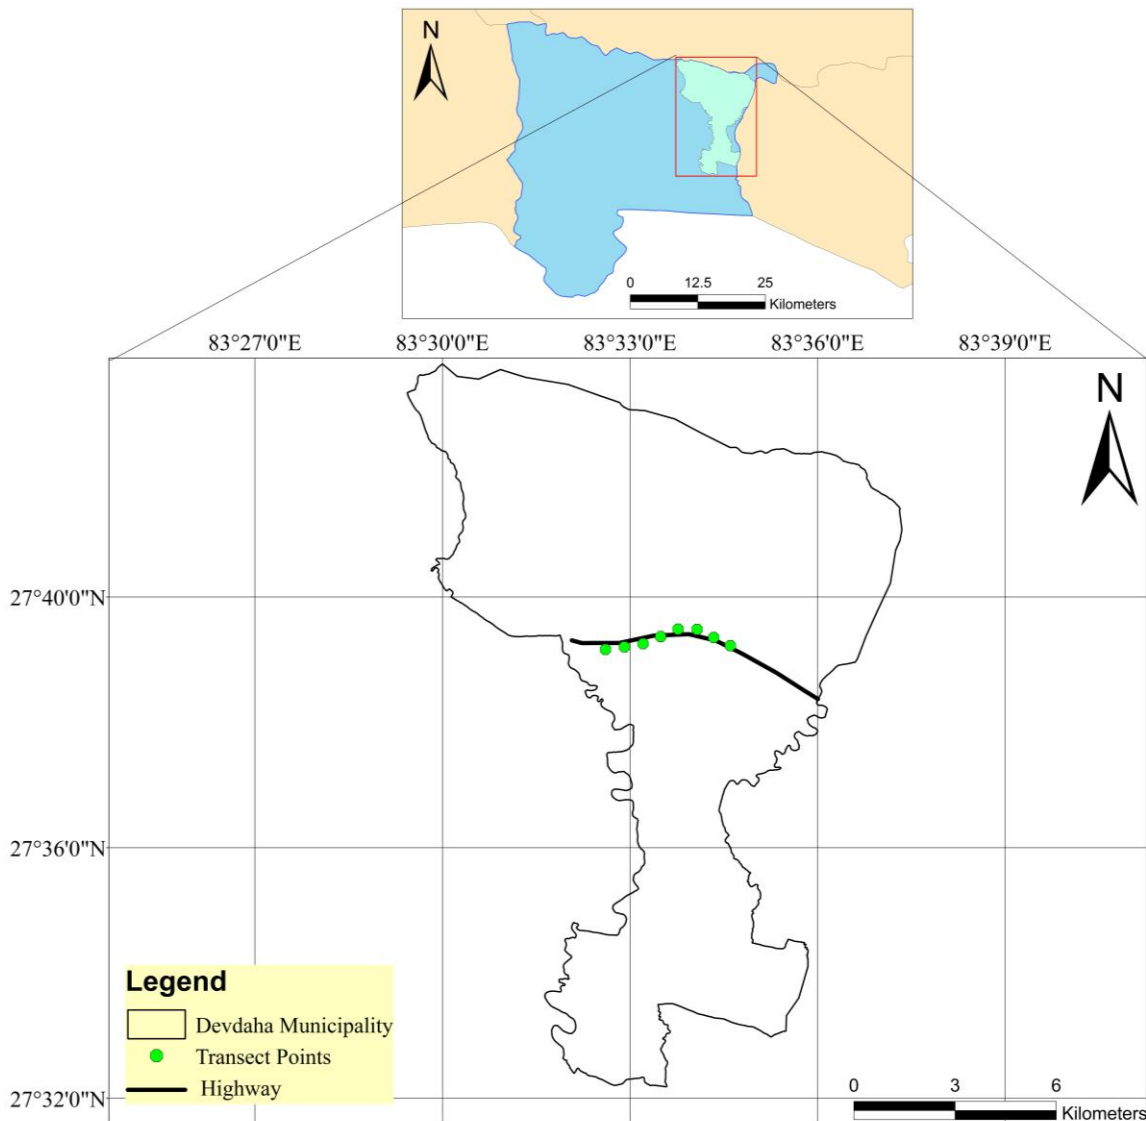 N
0 12.5 25
Kilometers
83°27'0"E 83°30'0"E 83°33'0"E 83°36'0"E 83°39'0"E
N
27°40'0"N
27°36'0"N
Legend
Devdaha Municipality
Transect Points
Highway
27°32'0"N
0 3 6
Kilometers